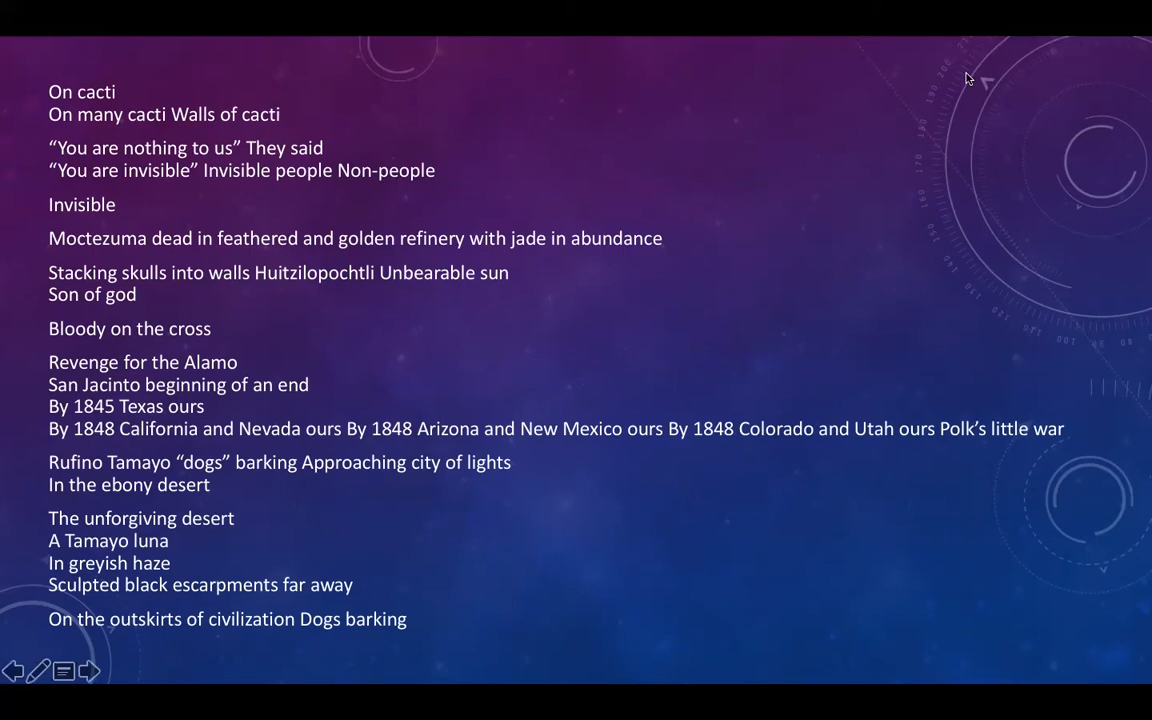 On cacti
On many cacti Walls of cacti
“You are nothing to us” They said
“You are invisible” Invisible people Non-people
Invisible
Moctezuma dead in feathered and golden refinery with jade in abundance
Stacking skulls into walls Huitzilopochtli Unbearable sun
Son of god
Bloody on the cross
Revenge for the Alamo
San Jacinto beginning of an end
By 1845 Texas ours
By 1848 California and Nevada ours By 1848 Arizona and New Mexico ours By 1848 Colorado and Utah ours Polk’s little war
Rufino Tamayo “dogs” barking Approaching city of lights
In the ebony desert
The unforgiving desert
A Tamayo luna
In greyish haze
Sculpted black escarpments far away
On the outskirts of civilization Dogs barking